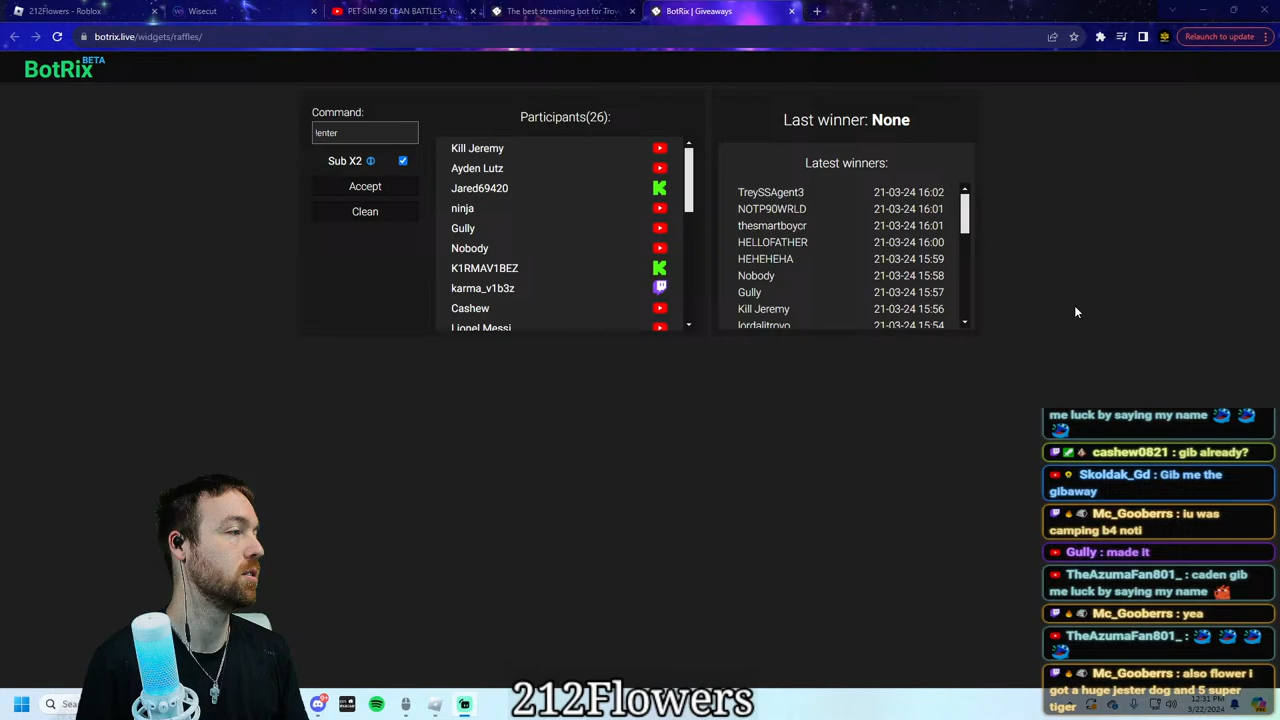 212Flowers - Roblox
Wisecut
PET SIM 99 CLAN BATTLES - Yo
The best streaming bot for Trov
BotRix | Giveaways
botrix.live/widgets/raffles/
Relaunch to update
BotRix BETA
Command:
!enter
Sub X2
Accept
Clean
Participants(26):
Kill Jeremy
Ayden Lutz
Jared69420
ninja
Gully
Nobody
K1RMAV1BEZ
karma_v1b3z
Cashew
Lionel Messi
Last winner: None
Latest winners:
TreySSAgent3 21-03-24 16:02
NOTP90WRLD 21-03-24 16:01
thesmartboycr 21-03-24 16:01
HELLOFATHER 21-03-24 16:00
HEHEHEHA 21-03-24 15:59
Nobody 21-03-24 15:58
Gully 21-03-24 15:57
Kill Jeremy 21-03-24 15:56
lordalitroyo 21-03-24 15:54
me luck by saying my name
cashew0821 : gib already?
Skoldak_Gd : Gib me the
gibaway
Mc_Gooberrs : iu was
camping b4 noti
Gully : made it
TheAzumaFan801_ : caden gib
me luck by saying my name
Mc_Gooberrs : yea
TheAzumaFan801_ :
Mc_Gooberrs : also flower i
got a huge jester dog and 5 super
tiger
212Flowers
Sea
12:31 PM
3/22/2024